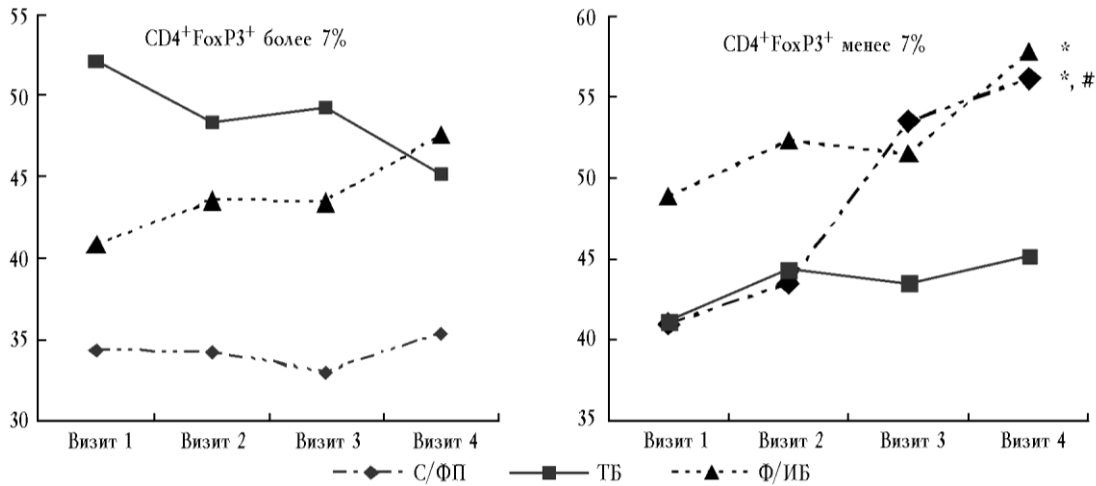 55
50
45
40
35
30
CD4+FoxP3+ более 7%
Визит 1 Визит 2 Визит 3 Визит 4
60
55
50
45
40
35
CD4+FoxP3+ менее 7%
*
*, #
Визит 1 Визит 2 Визит 3 Визит 4
С/ФП ТБ Ф/ИБ